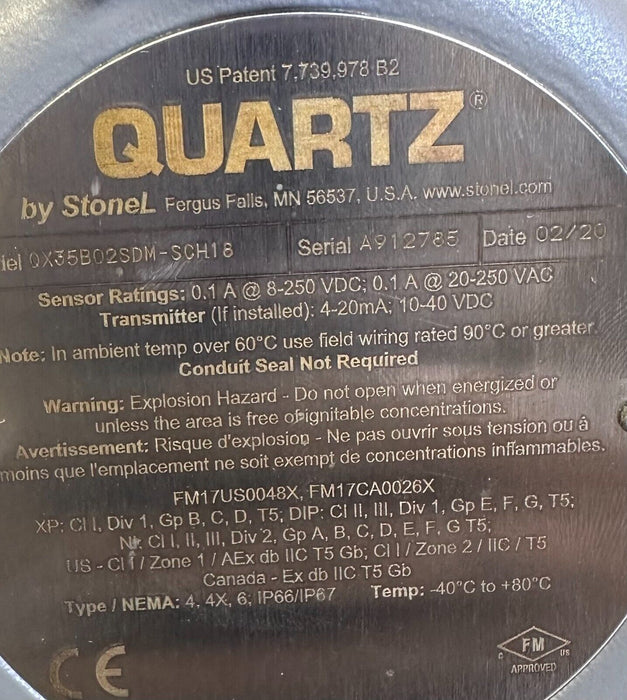 US Patent 7,739,978 B2
QUARTZ®
by StoneL Fergus Falls, MN 56537, U.S.A. www.stonel.com
del QX35B02SDM-SCH18 Serial A912785 Date 02/20
Sensor Ratings: 0.1 A @ 8-250 VDC; 0.1 A @ 20-250 VAC
Transmitter (If installed): 4-20mA; 10-40 VDC
Note: In ambient temp over 60°C use field wiring rated 90°C or greater.
Conduit Seal Not Required
Warning: Explosion Hazard - Do not open when energized or
unless the area is free of ignitable concentrations.
Avertissement: Risque d'explosion - Ne pas ouvrir sous tension ou à
moins que l'emplacement ne soit exempt de concentrations inflammables.
FM17US0048X, FM17CA0026X
XP: Cl I, Div 1, Gp B, C, D, T5; DIP: Cl II, III, Div 1, Gp E, F, G, T5;
NI: Cl I, II, III, Div 2, Gp A, B, C, D, E, F, G T5;
US - Cl I / Zone 1 / AEx db IIC T5 Gb; Cl I / Zone 2 / IIC / T5
Canada - Ex db IIC T5 Gb
Type / NEMA: 4, 4X, 6; IP66/IP67 Temp: -40°C to +80°C
CE
C FM US
APPROVED